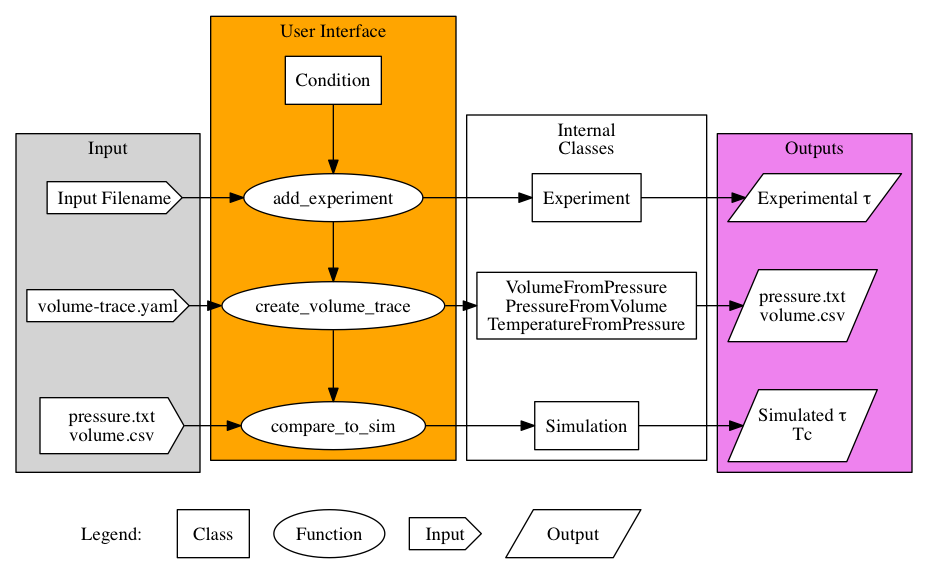 User Interface
Condition
Input
Internal
Classes
Outputs
Input Filename
add_experiment
Experiment
Experimental τ
volume-trace.yaml
create_volume_trace
VolumeFromPressure
PressureFromVolume
TemperatureFromPressure
pressure.txt
volume.csv
pressure.txt
volume.csv
compare_to_sim
Simulation
Simulated τ
Tc
Legend:
Class
Function
Input
Output